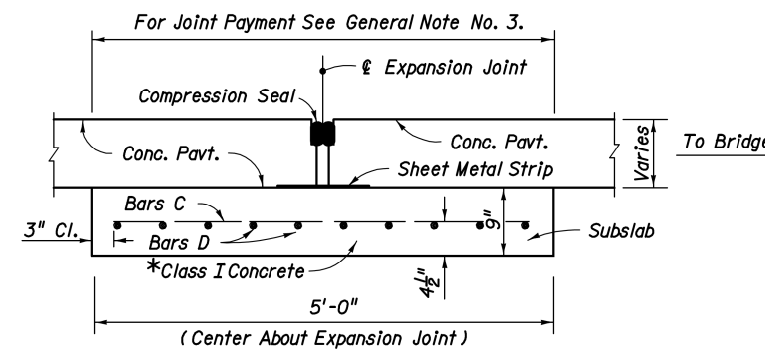 For Joint Payment See General Note No. 3.
℄ Expansion Joint
Compression Seal
Conc. Pavt.
Conc. Pavt.
Varies
To Bridge
Sheet Metal Strip
Bars C
9"
3" Cl.
Bars D
Subslab
*Class I Concrete
4½"
5'-0"
(Center About Expansion Joint)